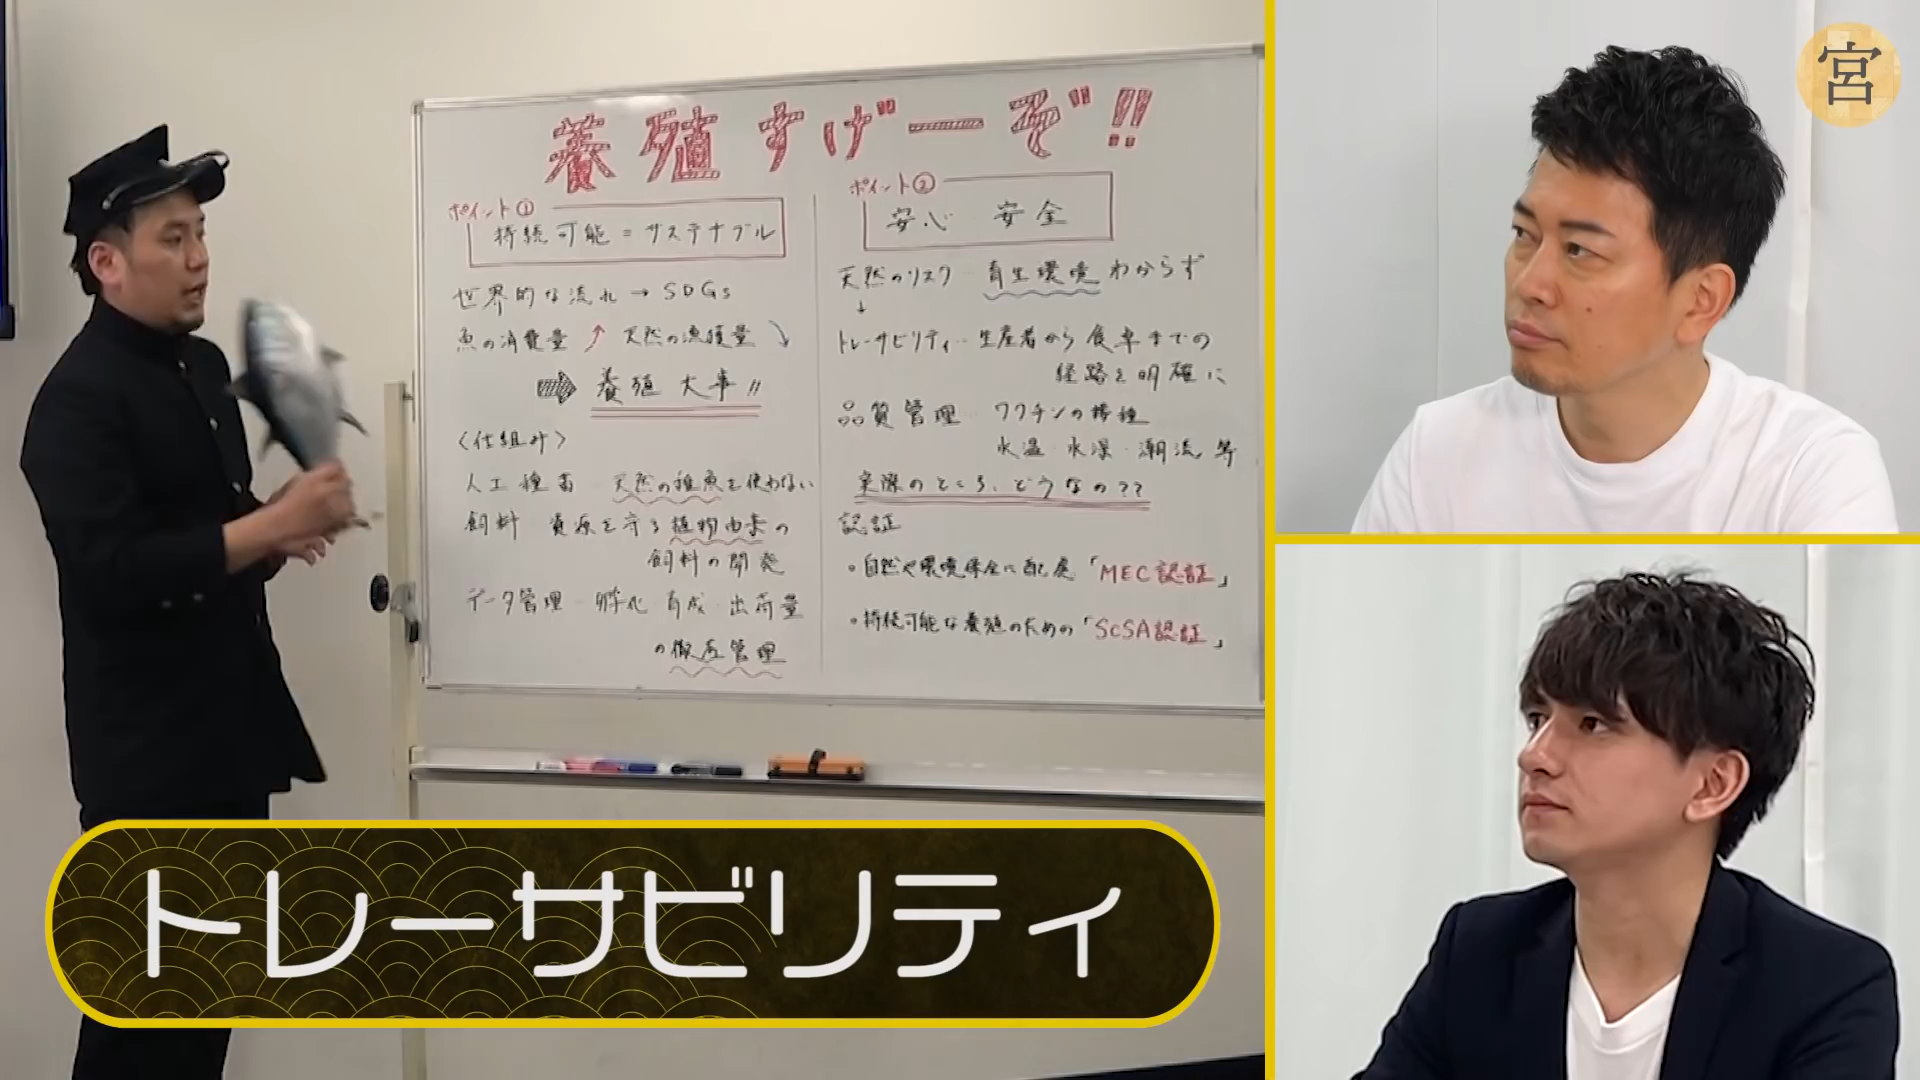 宮
養殖すげーぞ!!
ポイント①
持続可能=サステナブル
世界的な流れ→SDGs
魚の消費量↗天然の漁獲量↘
➡養殖大事!!
<仕組み>
人工種苗…天然の稚魚を使わない
飼料…資源を守る植物由来の
飼料の開発
データ管理…孵化・育成・出荷量
の徹底管理
ポイント②
安心・安全
天然のリスク…育生環境わからず
↓
トレーサビリティ…生産者から食卓までの
経路を明確に
品質管理…ワクチンの接種
水温・水深・潮流等
実際のところ、どうなの??
認証
・自然や環境保全に配慮「MEC認証」
・持続可能な養殖のための「SCSA認証」
トレーサビリティ